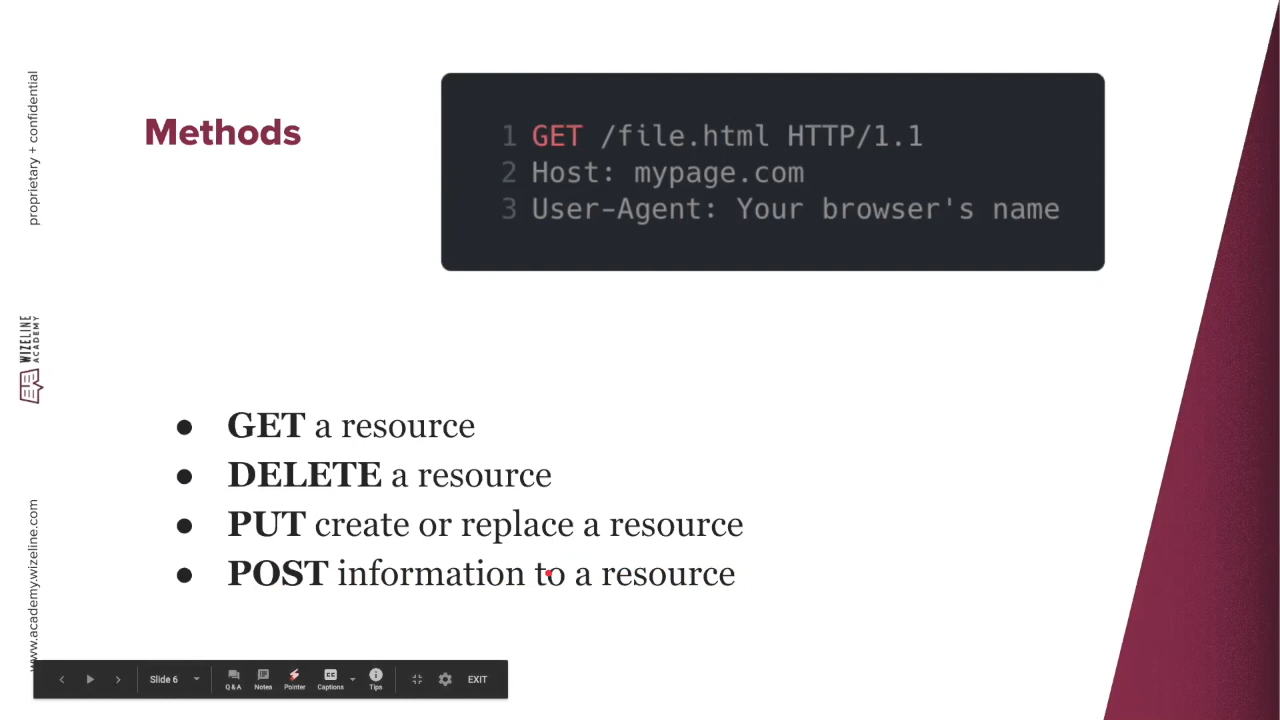 proprietary + confidential
WIZELINE
ACADEMY
www.academy.wizeline.com
Methods
1 GET /file.html HTTP/1.1
2 Host: mypage.com
3 User-Agent: Your browser's name
● GET a resource
● DELETE a resource
● PUT create or replace a resource
● POST information to a resource
Slide 6
Q & A
Notes
Pointer
CC
Captions
Tips
EXIT